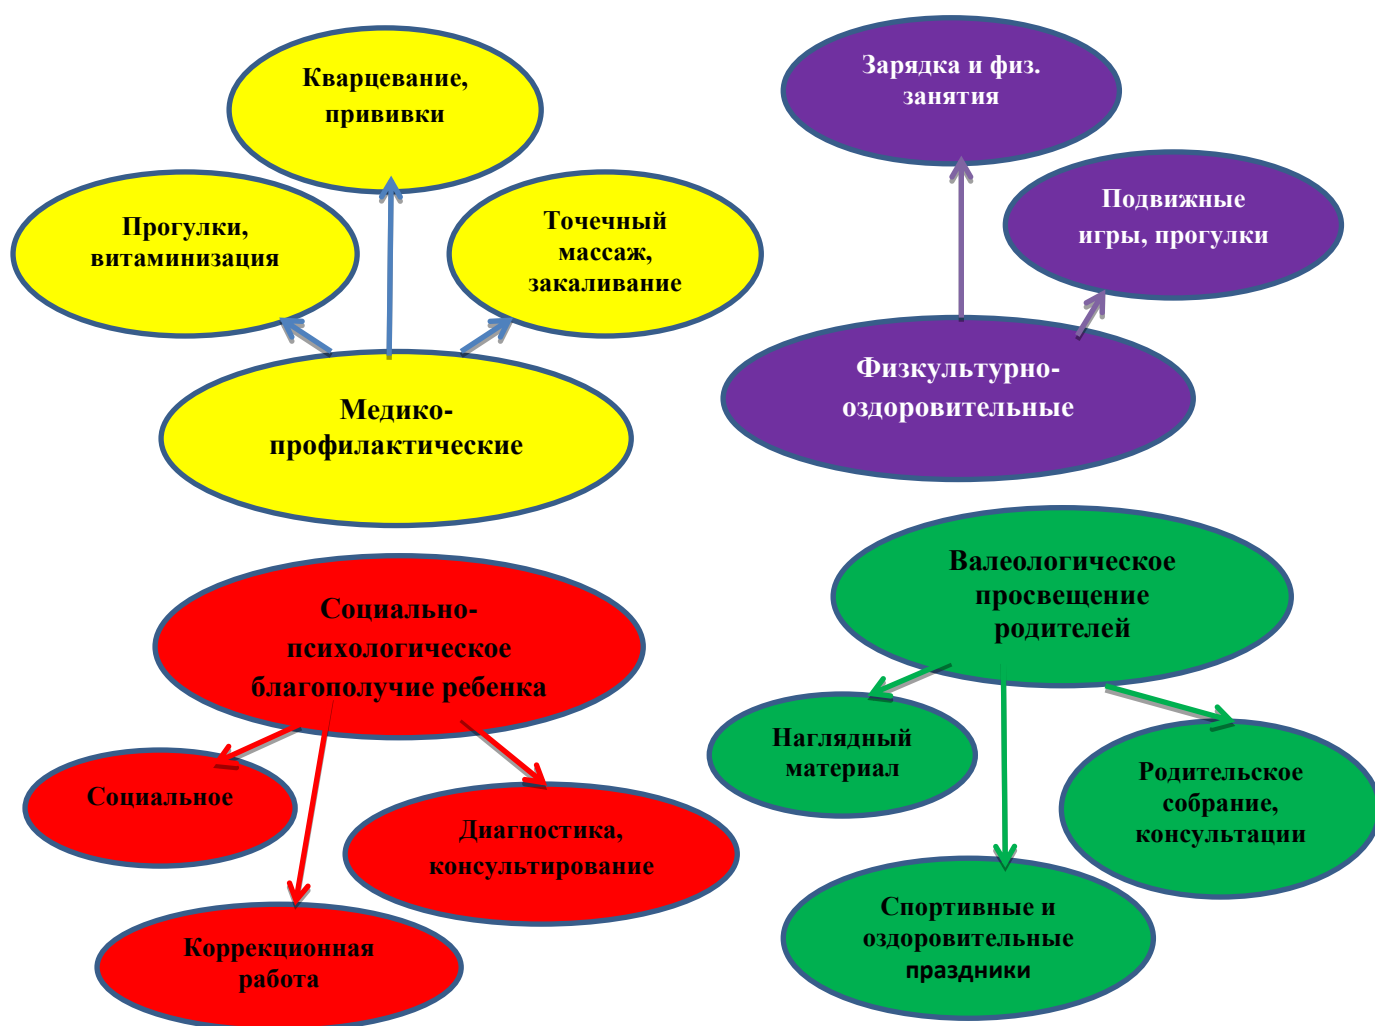 Кварцевание,
прививки
Прогулки,
витаминизация
Точечный
массаж,
закаливание
Медико-
профилактические
Зарядка и физ.
занятия
Подвижные
игры, прогулки
Физкультурно-
оздоровительные
Социально-
психологическое
благополучие ребенка
Социальное
Диагностика,
консультирование
Коррекционная
работа
Валеологическое
просвещение
родителей
Наглядный
материал
Родительское
собрание,
консультации
Спортивные и
оздоровительные
праздники